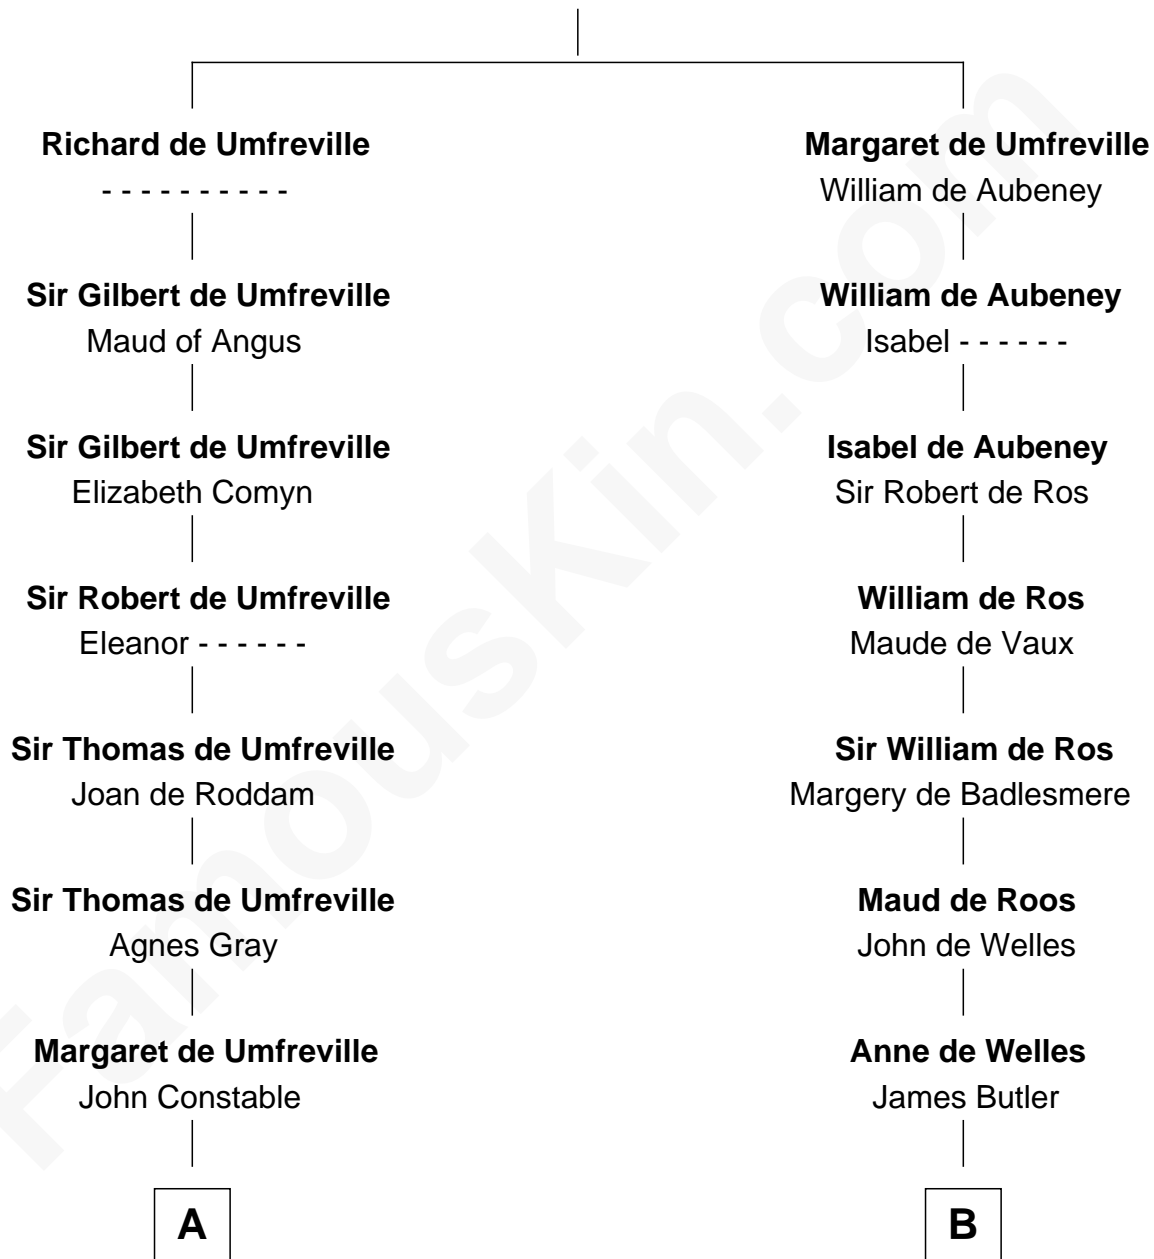 Richard de Umfreville
- - - - - - - - - -
Sir Gilbert de Umfreville
Maud of Angus
Sir Gilbert de Umfreville
Elizabeth Comyn
Sir Robert de Umfreville
Eleanor - - - - - -
Sir Thomas de Umfreville
Joan de Roddam
Sir Thomas de Umfreville
Agnes Gray
Margaret de Umfreville
John Constable
A
Margaret de Umfreville
William de Aubeney
William de Aubeney
Isabel - - - - - -
Isabel de Aubeney
Sir Robert de Ros
William de Ros
Maude de Vaux
Sir William de Ros
Margery de Badlesmere
Maud de Roos
John de Welles
Anne de Welles
James Butler
B
FamousKin.com